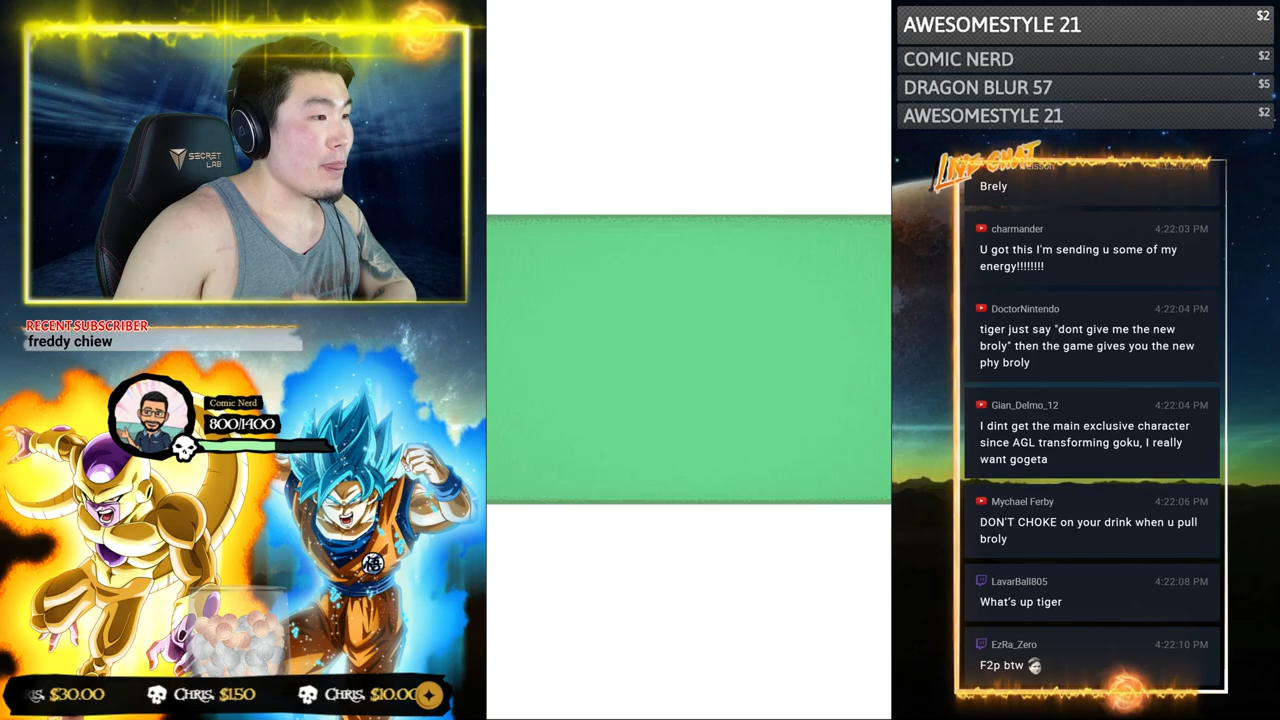 SECRET
LAB
RECENT SUBSCRIBER
freddy chiew
Comic Nerd
800/1400
$30.00
Chris, $1.50
Chris, $10.00
AWESOMESTYLE 21 $2
COMIC NERD $2
DRAGON BLUR 57 $5
AWESOMESTYLE 21 $2
LIVE CHAT
Brely
charmander 4:22:03 PM
U got this I'm sending u some of my
energy!!!!!!!!
DoctorNintendo 4:22:04 PM
tiger just say "dont give me the new
broly" then the game gives you the new
phy broly
Gian_Delmo_12 4:22:04 PM
I dint get the main exclusive character
since AGL transforming goku, I really
want gogeta
Mychael Ferby 4:22:06 PM
DON'T CHOKE on your drink when u pull
broly
LavarBall805 4:22:08 PM
What's up tiger
EzRa_Zero 4:22:10 PM
F2p btw